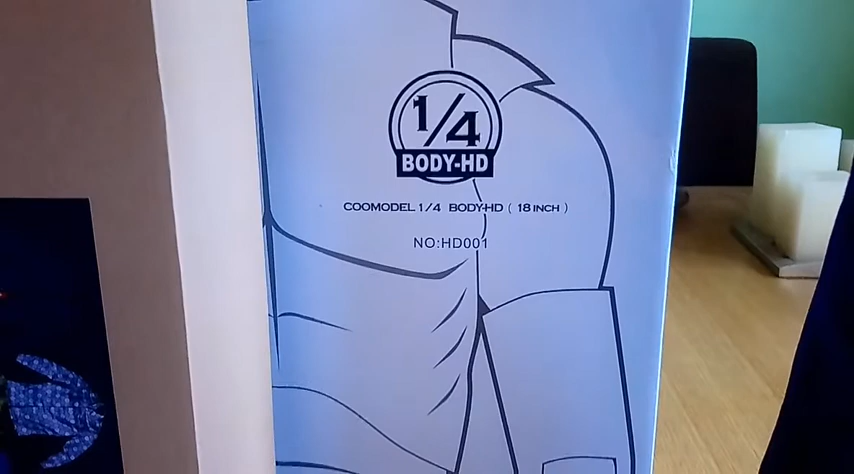 1/4
BODY-HD
COOMODEL 1/4 BODY-HD ( 18 INCH )
NO:HD001